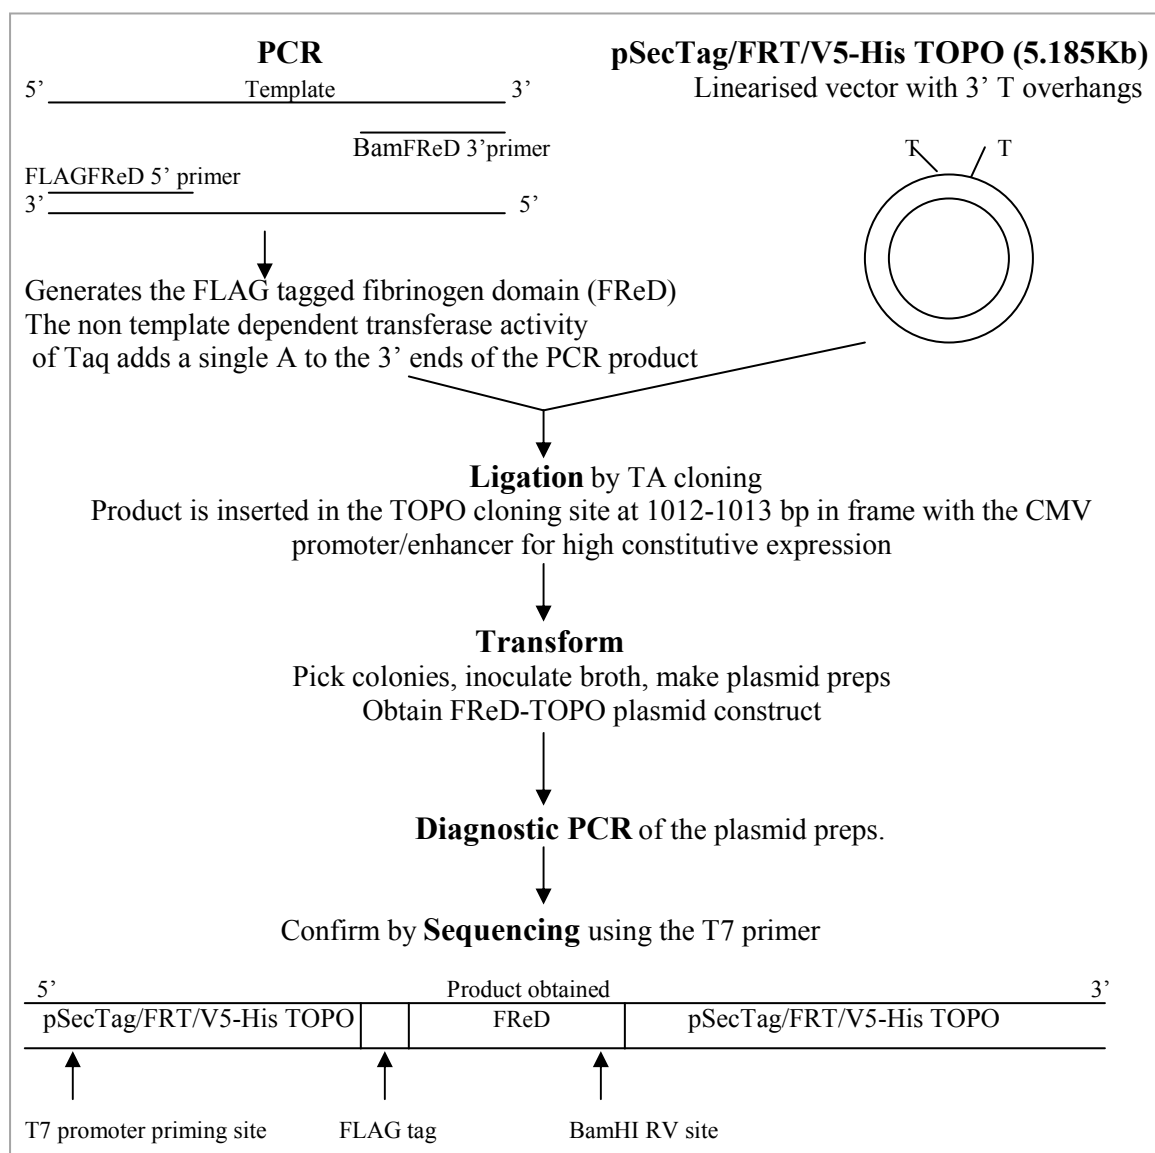 PCR
5’ Template 3’
BamFReD 3’primer
FLAGFReD 5’ primer
3’ 5’
pSecTag/FRT/V5-His TOPO (5.185Kb)
Linearised vector with 3’ T overhangs
T T
Generates the FLAG tagged fibrinogen domain (FReD)
The non template dependent transferase activity
of Taq adds a single A to the 3’ ends of the PCR product
Ligation by TA cloning
Product is inserted in the TOPO cloning site at 1012-1013 bp in frame with the CMV
promoter/enhancer for high constitutive expression
Transform
Pick colonies, inoculate broth, make plasmid preps
Obtain FReD-TOPO plasmid construct
Diagnostic PCR of the plasmid preps.
Confirm by Sequencing using the T7 primer
5’ Product obtained 3’
pSecTag/FRT/V5-His TOPO FReD pSecTag/FRT/V5-His TOPO
T7 promoter priming site FLAG tag BamHI RV site